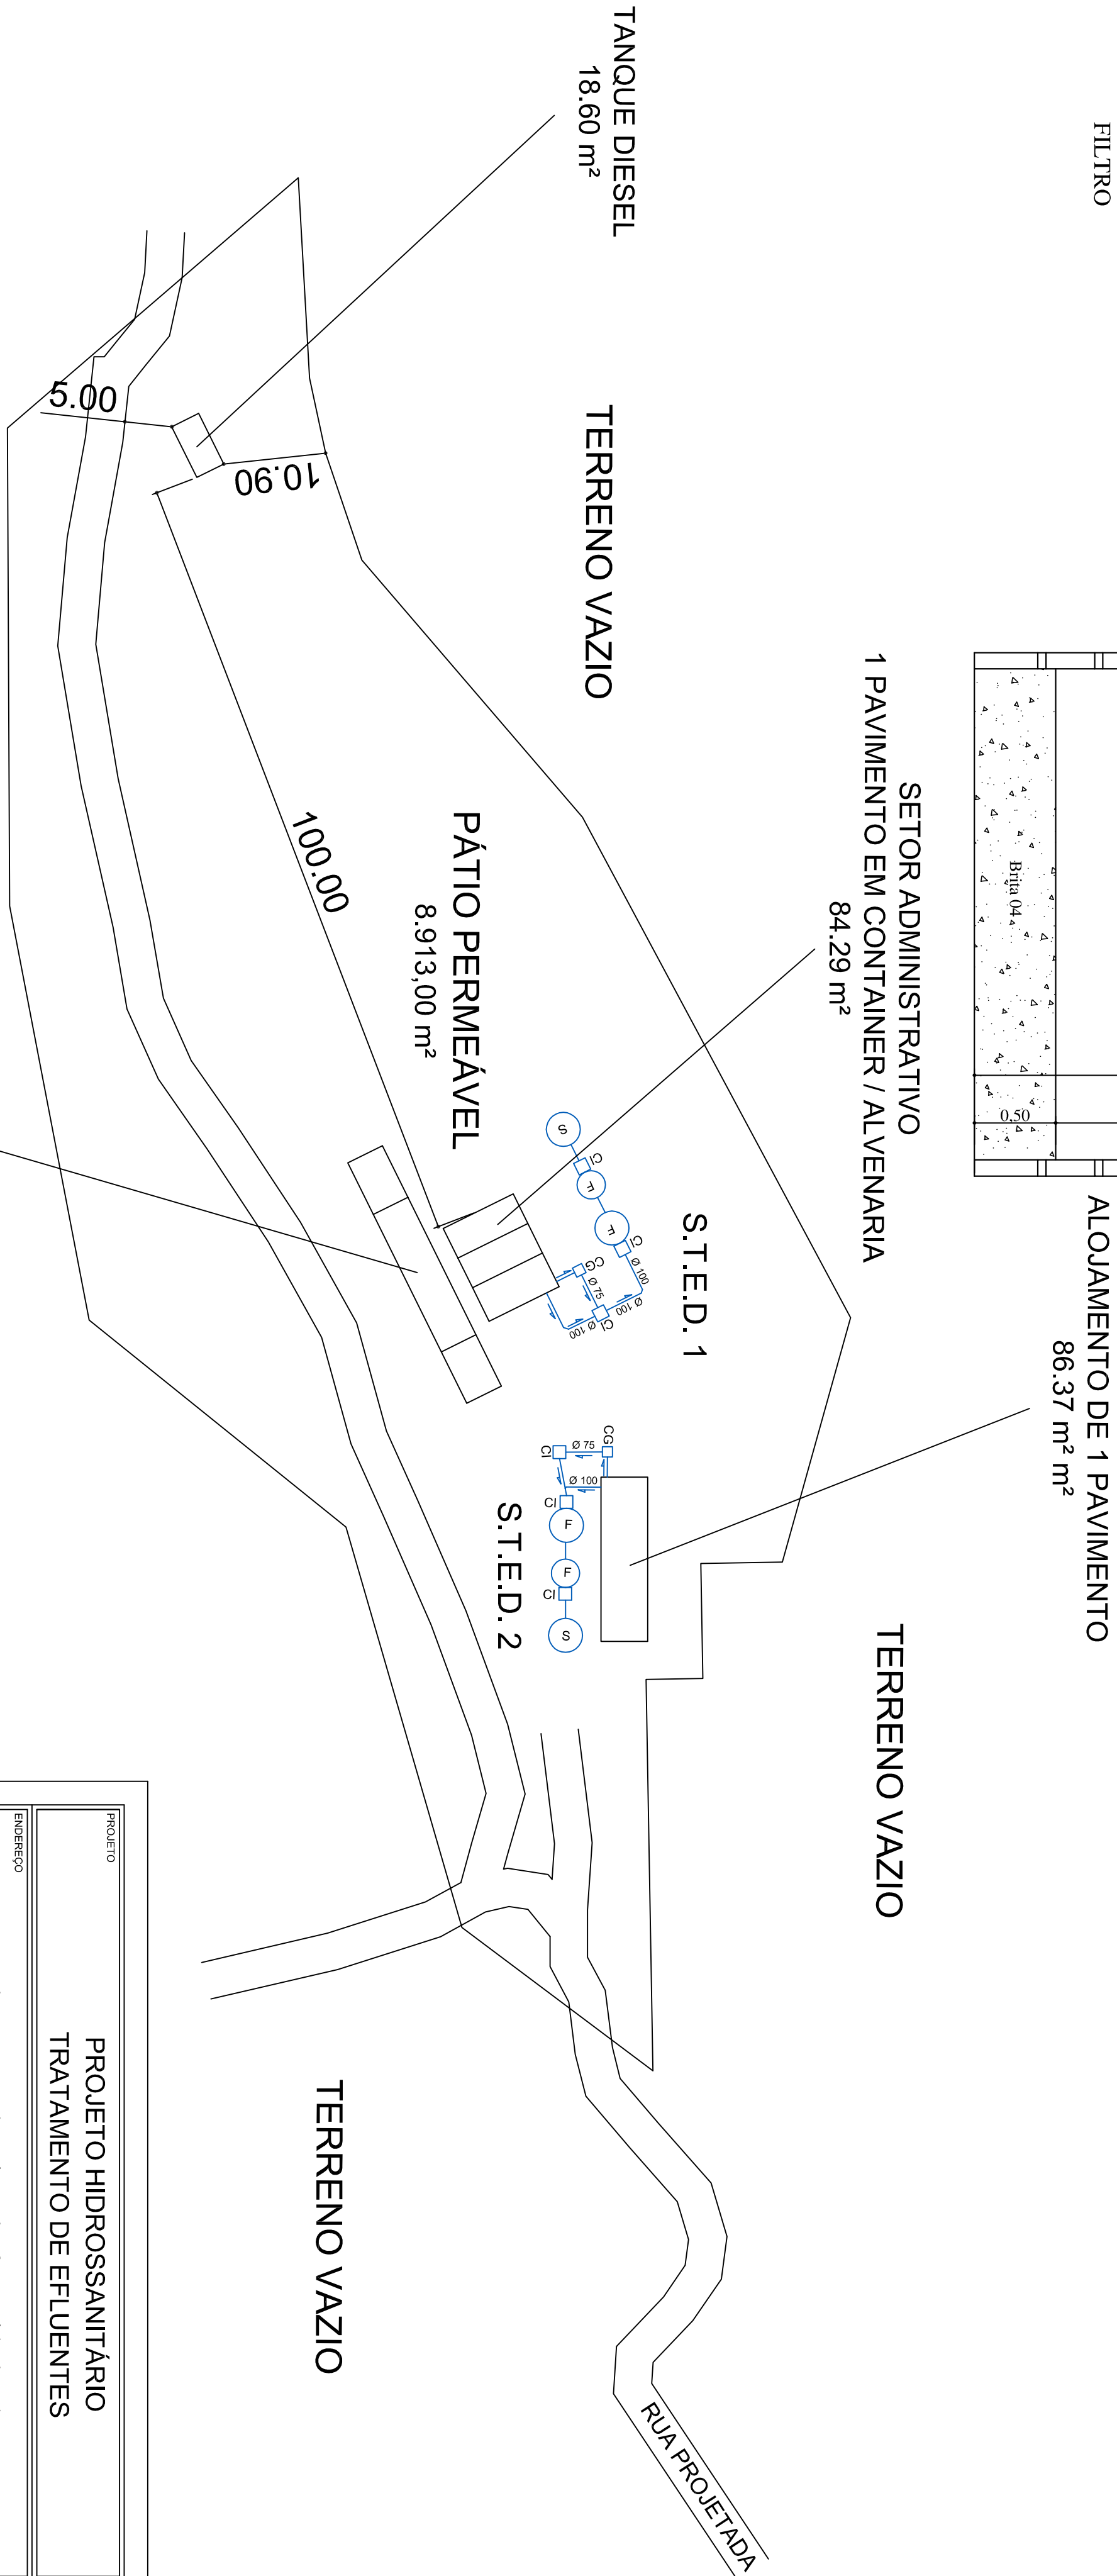 FILTRO
Brita 04
0,50
ALOJAMENTO DE 1 PAVIMENTO
86.37 m² m²
SETOR ADMINISTRATIVO
1 PAVIMENTO EM CONTAINER / ALVENARIA
84.29 m²
TANQUE DIESEL
18.60 m²
TERRENO VAZIO
TERRENO VAZIO
5.00
10.90
100.00
PÁTIO PERMEÁVEL
8.913,00 m²
S.T.E.D. 1
S
CI
F
F
CI
Ø 100
CG
Ø 75
Ø 100
CI
Ø 100
S.T.E.D. 2
CG
Ø 75
CI
Ø 100
CI
F
F
CI
S
TERRENO VAZIO
RUA PROJETADA
PROJETO
PROJETO HIDROSSANITÁRIO
TRATAMENTO DE EFLUENTES
ENDEREÇO